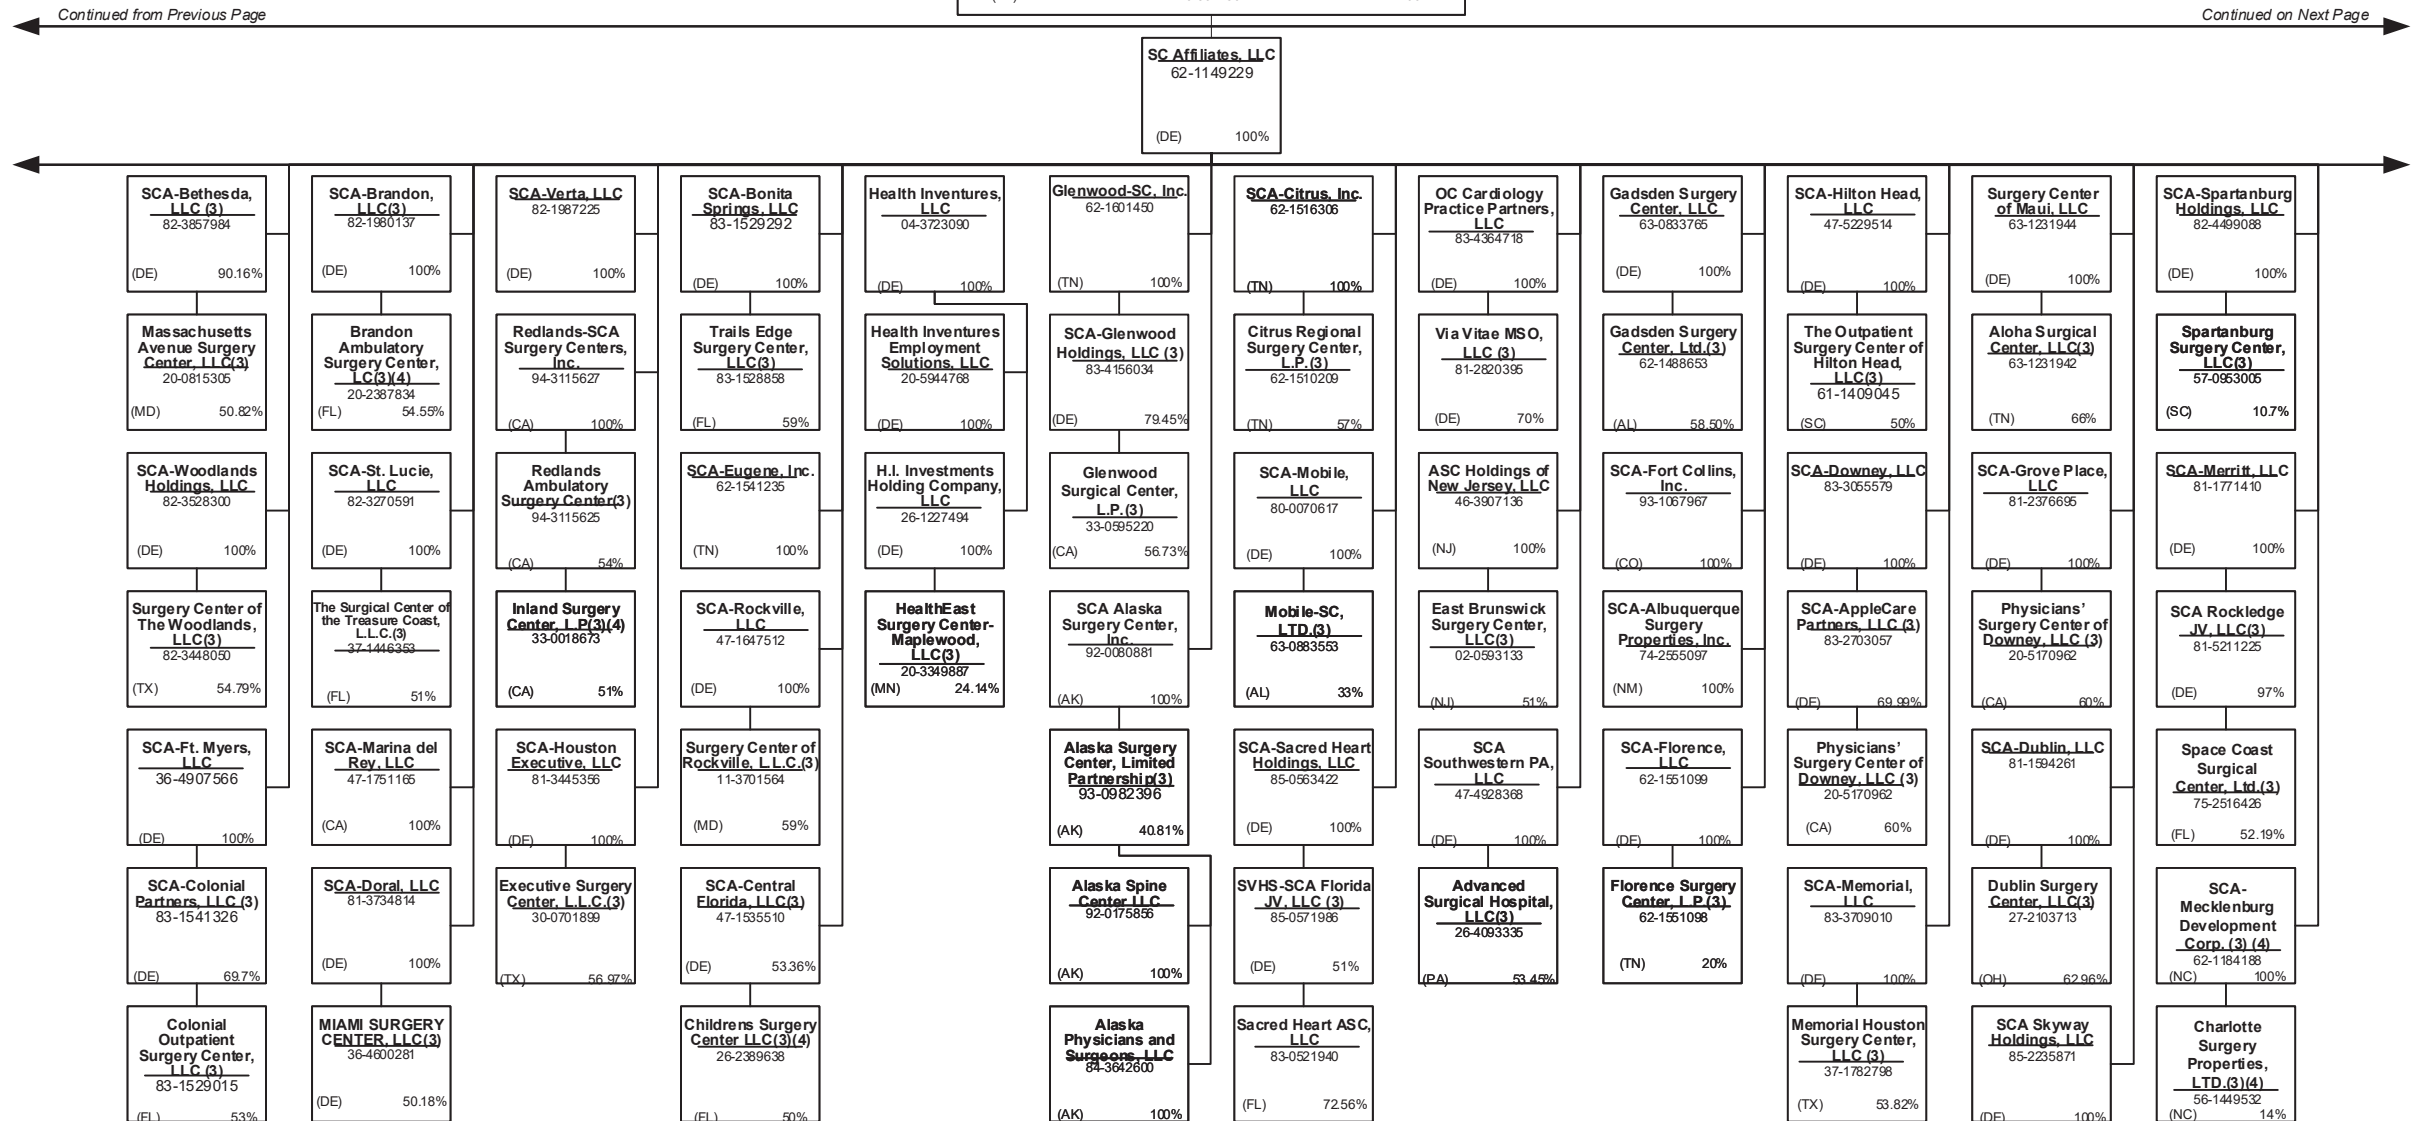 Continued from Previous Page
Continued on Next Page
SC Affiliates, LLC
62-1149229
(DE) 100%
SCA-Bethesda,
LLC (3)
82-3857984
(DE) 90.16%
SCA-Brandon,
LLC(3)
82-1980137
(DE) 100%
SCA-Verta, LLC
82-1987225
(DE) 100%
SCA-Bonita
Springs, LLC
83-1529292
(DE) 100%
Health Inventures,
LLC
04-3723090
(DE) 100%
Glenwood-SC, Inc.
62-1601450
(TN) 100%
SCA-Citrus, Inc.
62-1516306
(TN) 100%
OC Cardiology
Practice Partners,
LLC
83-4364718
(DE) 100%
Gadsden Surgery
Center, LLC
63-0833765
(DE) 100%
SCA-Hilton Head,
LLC
47-5229514
(DE) 100%
Surgery Center
of Maui, LLC
63-1231944
(DE) 100%
SCA-Spartanburg
Holdings, LLC
82-4499088
(DE) 100%
Massachusetts
Avenue Surgery
Center, LLC(3)
20-0815305
(MD) 50.82%
Brandon
Ambulatory
Surgery Center,
LC(3)(4)
20-2387834
(FL) 54.55%
Redlands-SCA
Surgery Centers,
Inc.
94-3115627
(CA) 100%
Trails Edge
Surgery Center,
LLC(3)
83-1528858
(FL) 59%
Health Inventures
Employment
Solutions, LLC
20-5944768
(DE) 100%
SCA-Glenwood
Holdings, LLC (3)
83-4156034
(DE) 79.45%
Citrus Regional
Surgery Center,
L.P.(3)
62-1510209
(TN) 57%
Via Vitae MSO,
LLC (3)
81-2820395
(DE) 70%
Gadsden Surgery
Center, Ltd.(3)
62-1488653
(AL) 58.50%
The Outpatient
Surgery Center of
Hilton Head,
LLC(3)
61-1409045
(SC) 50%
Aloha Surgical
Center, LLC(3)
63-1231942
(TN) 66%
Spartanburg
Surgery Center,
LLC(3)
57-0953005
(SC) 10.7%
SCA-Woodlands
Holdings, LLC
82-3528300
(DE) 100%
SCA-St. Lucie,
LLC
82-3270591
(DE) 100%
Redlands
Ambulatory
Surgery Center(3)
94-3115625
(CA) 54%
SCA-Eugene, Inc.
62-1541235
(TN) 100%
H.I. Investments
Holding Company,
LLC
26-1227494
(DE) 100%
Glenwood
Surgical Center,
L.P.(3)
33-0595220
(CA) 56.73%
SCA-Mobile,
LLC
80-0070617
(DE) 100%
ASC Holdings of
New Jersey, LLC
46-3907136
(NJ) 100%
SCA-Fort Collins,
Inc.
93-1067967
(CO) 100%
SCA-Downey, LLC
83-3055579
(DE) 100%
SCA-Grove Place,
LLC
81-2376695
(DE) 100%
SCA-Merritt, LLC
81-1771410
(DE) 100%
Surgery Center of
The Woodlands,
LLC(3)
82-3448050
(TX) 54.79%
The Surgical Center of
the Treasure Coast,
L.L.C.(3)
37-1446353
(FL) 51%
Inland Surgery
Center, L.P(3)(4)
33-0018673
(CA) 51%
SCA-Rockville,
LLC
47-1647512
(DE) 100%
HealthEast
Surgery Center-
Maplewood,
LLC(3)
20-3349887
(MN) 24.14%
SCA Alaska
Surgery Center,
Inc.
92-0080881
(AK) 100%
Mobile-SC,
LTD.(3)
63-0883553
(AL) 33%
East Brunswick
Surgery Center,
LLC(3)
02-0593133
(NJ) 51%
SCA-Albuquerque
Surgery
Properties, Inc.
74-2555097
(NM) 100%
SCA-AppleCare
Partners, LLC (3)
83-2703057
(DE) 69.99%
Physicians'
Surgery Center of
Downey, LLC (3)
20-5170962
(CA) 60%
SCA Rockledge
JV, LLC(3)
81-5211225
(DE) 97%
SCA-Ft. Myers,
LLC
36-4907566
(DE) 100%
SCA-Marina del
Rey, LLC
47-1751165
(CA) 100%
SCA-Houston
Executive, LLC
81-3445356
(DE) 100%
Surgery Center of
Rockville, L.L.C.(3)
11-3701564
(MD) 59%
Alaska Surgery
Center, Limited
Partnership(3)
93-0982396
(AK) 40.81%
SCA-Sacred Heart
Holdings, LLC
85-0563422
(DE) 100%
SCA
Southwestern PA,
LLC
47-4928368
(DE) 100%
SCA-Florence,
LLC
62-1551099
(DE) 100%
Physicians'
Surgery Center of
Downey, LLC (3)
20-5170962
(CA) 60%
SCA-Dublin, LLC
81-1594261
(DE) 100%
Space Coast
Surgical
Center, Ltd.(3)
75-2516426
(FL) 52.19%
SCA-Colonial
Partners, LLC (3)
83-1541326
(DE) 69.7%
SCA-Doral, LLC
81-3734814
(DE) 100%
Executive Surgery
Center, L.L.C.(3)
30-0701899
(TX) 56.97%
SCA-Central
Florida, LLC(3)
47-1535510
(DE) 53.36%
Alaska Spine
Center LLC
92-0175856
(AK) 100%
SVHS-SCA Florida
JV, LLC (3)
85-0571986
(DE) 51%
Advanced
Surgical Hospital,
LLC(3)
26-4093335
(PA) 53.45%
Florence Surgery
Center, L.P.(3)
62-1551098
(TN) 20%
SCA-Memorial,
LLC
83-3709010
(DE) 100%
Dublin Surgery
Center, LLC(3)
27-2103713
(OH) 62.96%
SCA-
Mecklenburg
Development
Corp. (3) (4)
62-1184188
(NC) 100%
Colonial
Outpatient
Surgery Center,
LLC (3)
83-1529015
(FL) 53%
MIAMI SURGERY
CENTER, LLC(3)
36-4600281
(DE) 50.18%
Childrens Surgery
Center LLC(3)(4)
26-2389638
(FL) 50%
Alaska
Physicians and
Surgeons, LLC
84-3642600
(AK) 100%
Sacred Heart ASC,
LLC
83-0521940
(FL) 72.56%
Memorial Houston
Surgery Center,
LLC (3)
37-1782798
(TX) 53.82%
SCA Skyway
Holdings, LLC
85-2235871
(DE) 100%
Charlotte
Surgery
Properties,
LTD.(3)(4)
56-1449532
(NC) 14%